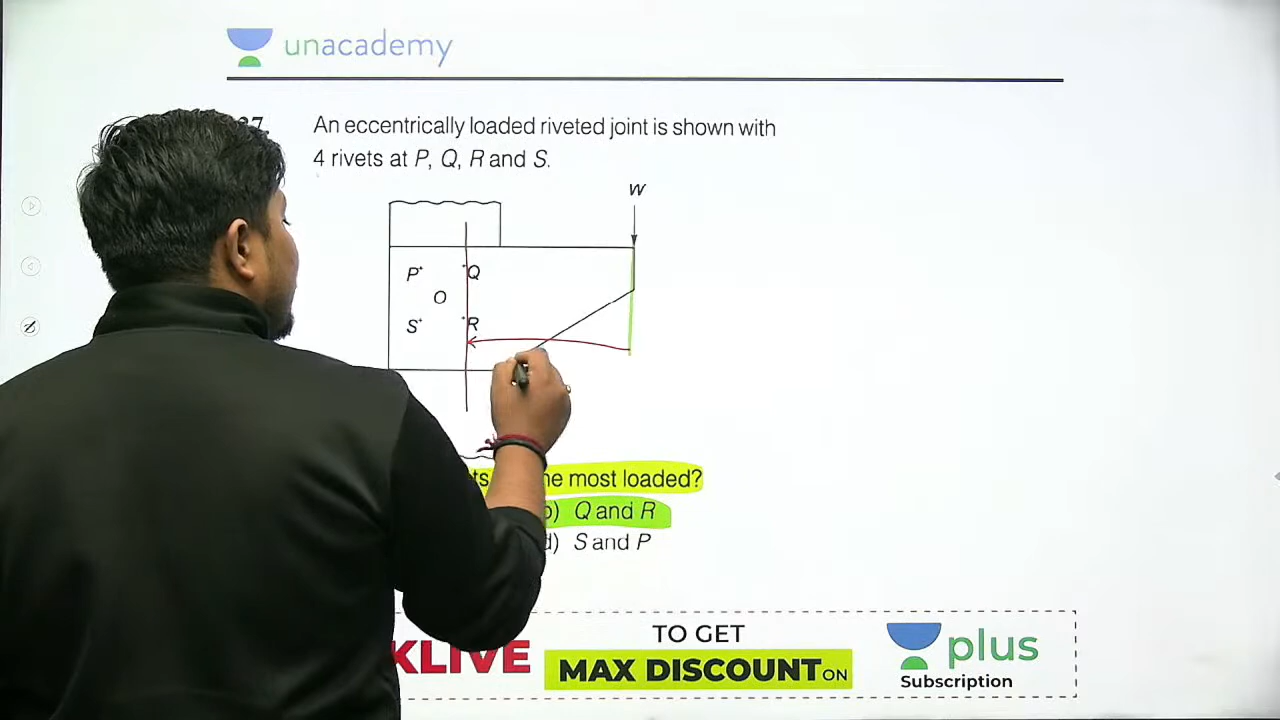 unacademy
37.
An eccentrically loaded riveted joint is shown with
4 rivets at P, Q, R and S.
W
P Q
O
S R
most loaded?
Q and R
d) S and P
KLIVE
TO GET
MAX DISCOUNT ON
plus
Subscription